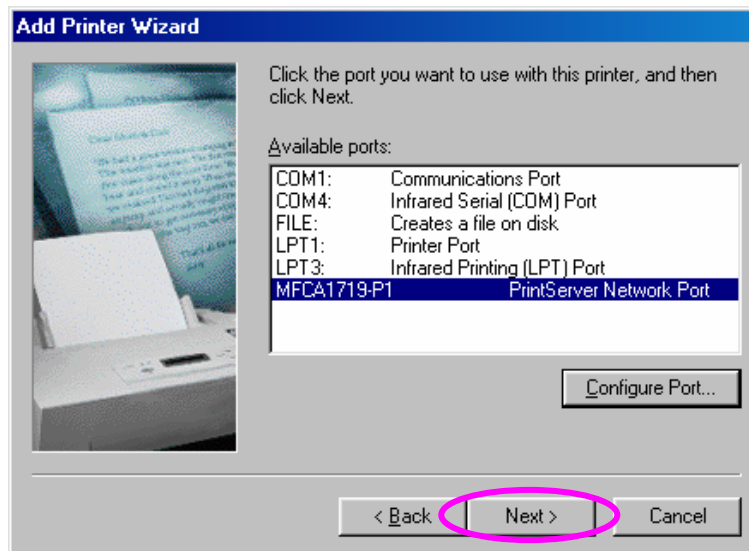 Add Printer Wizard
Click the port you want to use with this printer, and then
click Next.
Available ports:
COM1: Communications Port
COM4: Infrared Serial (COM) Port
FILE: Creates a file on disk
LPT1: Printer Port
LPT3: Infrared Printing (LPT) Port
MFCA1719-P1 PrintServer Network Port
Configure Port...
< Back Next > Cancel